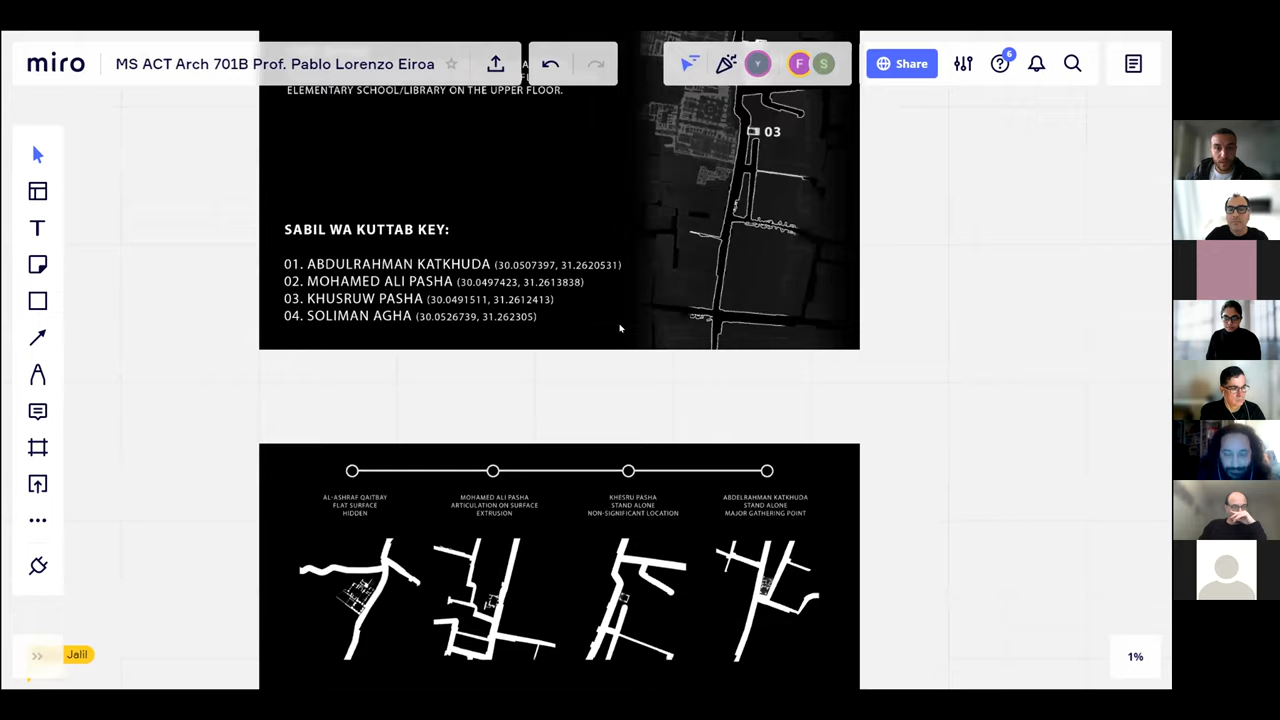 miro
MS ACT Arch 701B Prof. Pablo Lorenzo Eiroa
Share
6
Y
F
S
ELEMENTARY SCHOOL/LIBRARY ON THE UPPER FLOOR.
03
SABIL WA KUTTAB KEY:
01. ABDULRAHMAN KATKHUDA (30.0507397, 31.2620531)
02. MOHAMED ALI PASHA (30.0497423, 31.2613838)
03. KHUSRUW PASHA (30.0491511, 31.2612413)
04. SOLIMAN AGHA (30.0526739, 31.262305)
AL-ASHRAF QAITBAY
FLAT SURFACE
HIDDEN
MOHAMED ALI PASHA
ARTICULATION ON SURFACE
EXTRUSION
KHESRU PASHA
STAND ALONE
NON-SIGNIFICANT LOCATION
ABDELRAHMAN KATKHUDA
STAND ALONE
MAJOR GATHERING POINT
Jalil
1%